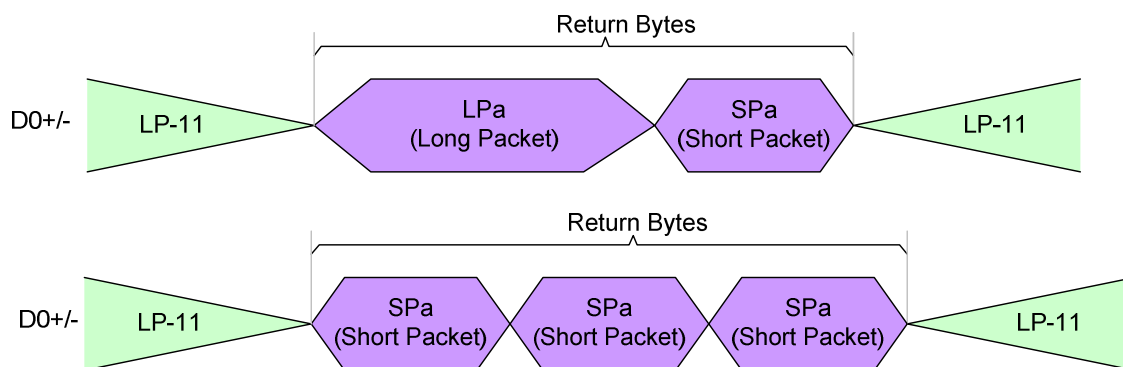 Return Bytes
D0+/-
LP-11
LPa
(Long Packet)
SPa
(Short Packet)
LP-11
Return Bytes
D0+/-
LP-11
SPa
(Short Packet)
SPa
(Short Packet)
SPa
(Short Packet)
LP-11